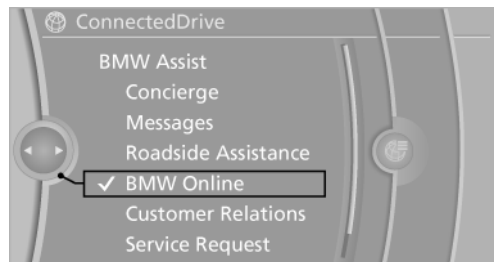 ConnectedDrive
BMW Assist
Concierge
Messages
Roadside Assistance
✓ BMW Online
Customer Relations
Service Request